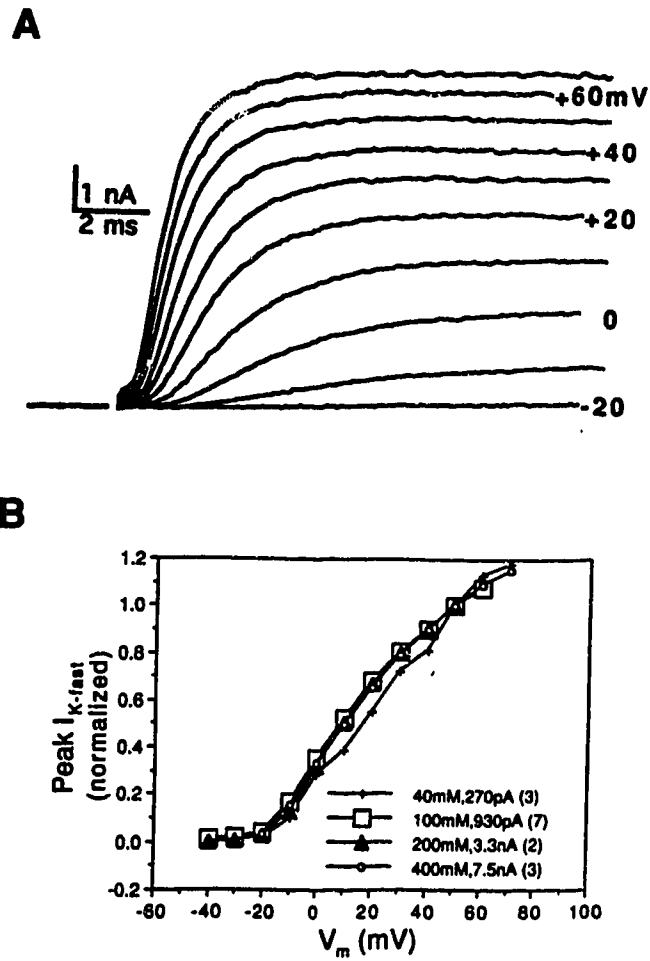 A
+60mV
+40
1 nA
2 ms
+20
0
-20
B
1.2
1.0
0.8
0.6
0.4
0.2
0.0
-0.2
Peak I K-fast
(normalized)
40mM,270pA (3)
100mM,930pA (7)
200mM,3.3nA (2)
400mM,7.5nA (3)
-60 -40 -20 0 20 40 60 80 100
Vm (mV)